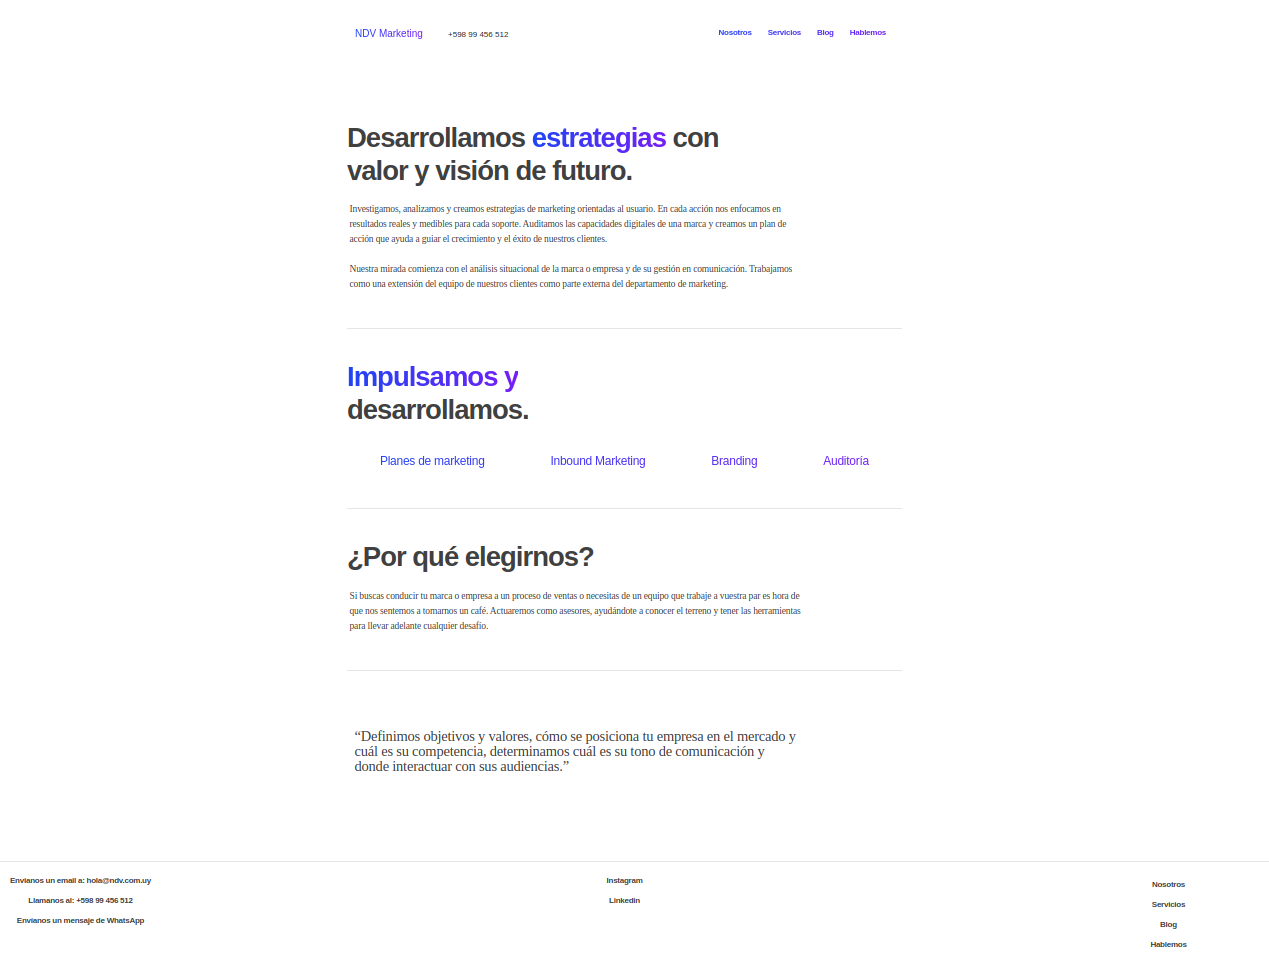 NDV Marketing
+598 99 456 512
Nosotros
Servicios
Blog
Hablemos
Desarrollamos estrategias con
valor y visión de futuro.
Investigamos, analizamos y creamos estrategias de marketing orientadas al usuario. En cada acción nos enfocamos en
resultados reales y medibles para cada soporte. Auditamos las capacidades digitales de una marca y creamos un plan de
acción que ayuda a guiar el crecimiento y el éxito de nuestros clientes.
Nuestra mirada comienza con el análisis situacional de la marca o empresa y de su gestión en comunicación. Trabajamos
como una extensión del equipo de nuestros clientes como parte externa del departamento de marketing.
Impulsamos y
desarrollamos.
Planes de marketing
Inbound Marketing
Branding
Auditoría
¿Por qué elegirnos?
Si buscas conducir tu marca o empresa a un proceso de ventas o necesitas de un equipo que trabaje a vuestra par es hora de
que nos sentemos a tomarnos un café. Actuaremos como asesores, ayudándote a conocer el terreno y tener las herramientas
para llevar adelante cualquier desafío.
“Definimos objetivos y valores, cómo se posiciona tu empresa en el mercado y
cuál es su competencia, determinamos cuál es su tono de comunicación y
donde interactuar con sus audiencias.”
Envíanos un email a: hola@ndv.com.uy
Llamanos al: +598 99 456 512
Envíanos un mensaje de WhatsApp
Instagram
Linkedin
Nosotros
Servicios
Blog
Hablemos